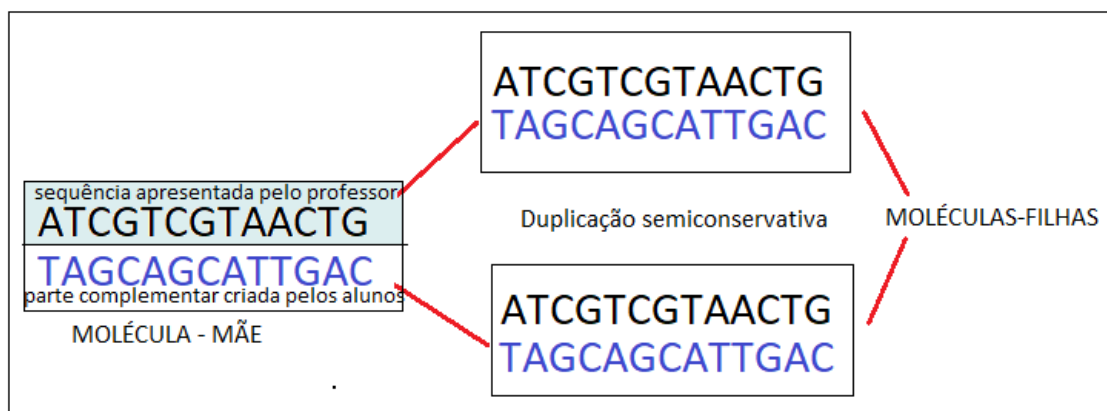 ATCGTCGTAACTG
TAGCAGCATTGAC
sequência apresentada pelo professor
ATCGTCGTAACTG
TAGCAGCATTGAC
parte complementar criada pelos alunos
MOLÉCULA - MÃE
Duplicação semiconservativa
MOLÉCULAS-FILHAS
ATCGTCGTAACTG
TAGCAGCATTGAC